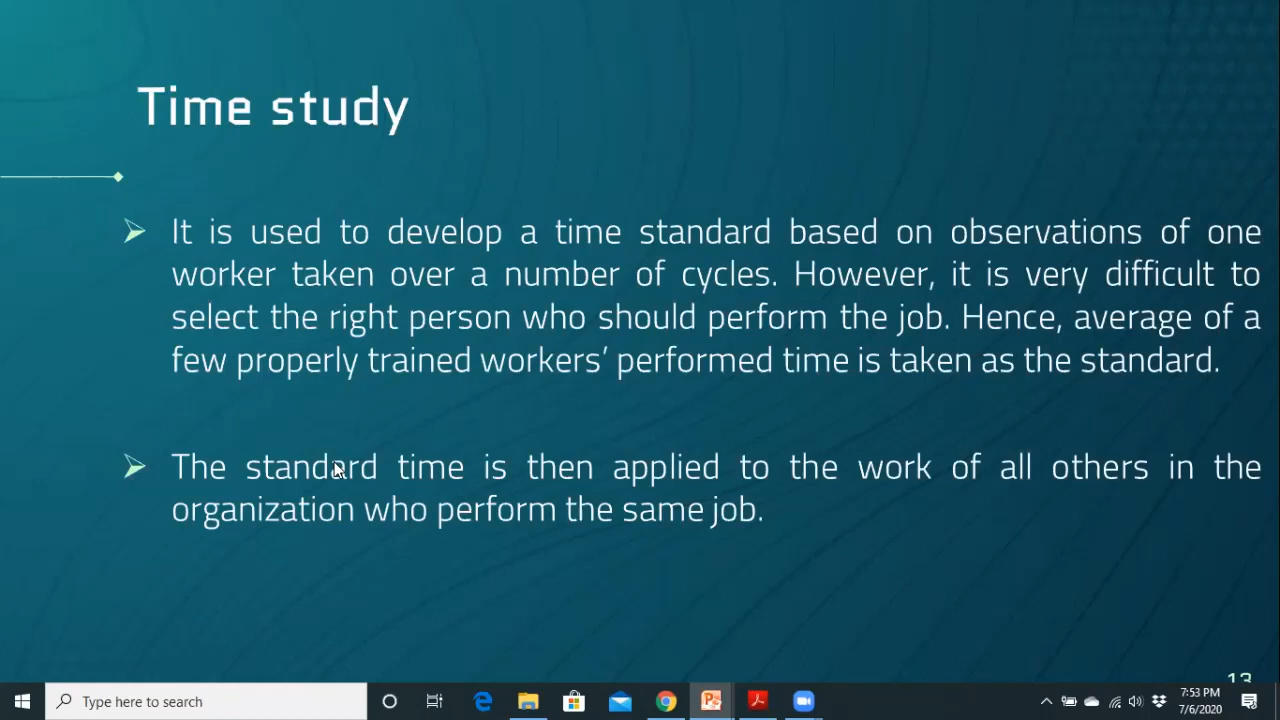 Time study
It is used to develop a time standard based on observations of one
worker taken over a number of cycles. However, it is very difficult to
select the right person who should perform the job. Hence, average of a
few properly trained workers’ performed time is taken as the standard.
The standard time is then applied to the work of all others in the
organization who perform the same job.
13
Type here to search
7:53 PM
7/6/2020